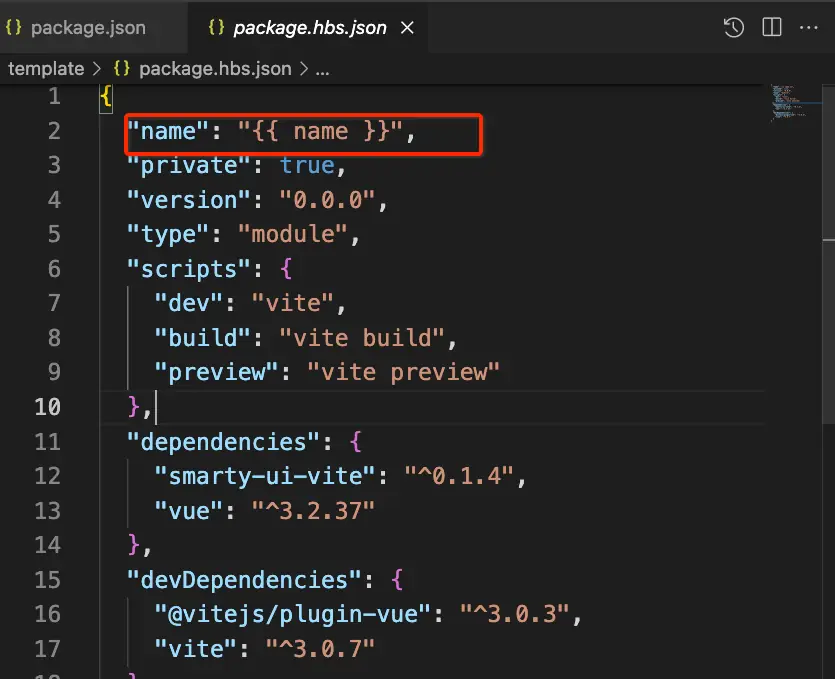 {} package.json {} package.hbs.json ×
template > {} package.hbs.json > ...
1 {
2 "name": "{{ name }}",
3 "private": true,
4 "version": "0.0.0",
5 "type": "module",
6 "scripts": {
7 "dev": "vite",
8 "build": "vite build",
9 "preview": "vite preview"
10 },
11 "dependencies": {
12 "smarty-ui-vite": "^0.1.4",
13 "vue": "^3.2.37"
14 },
15 "devDependencies": {
16 "@vitejs/plugin-vue": "^3.0.3",
17 "vite": "^3.0.7"